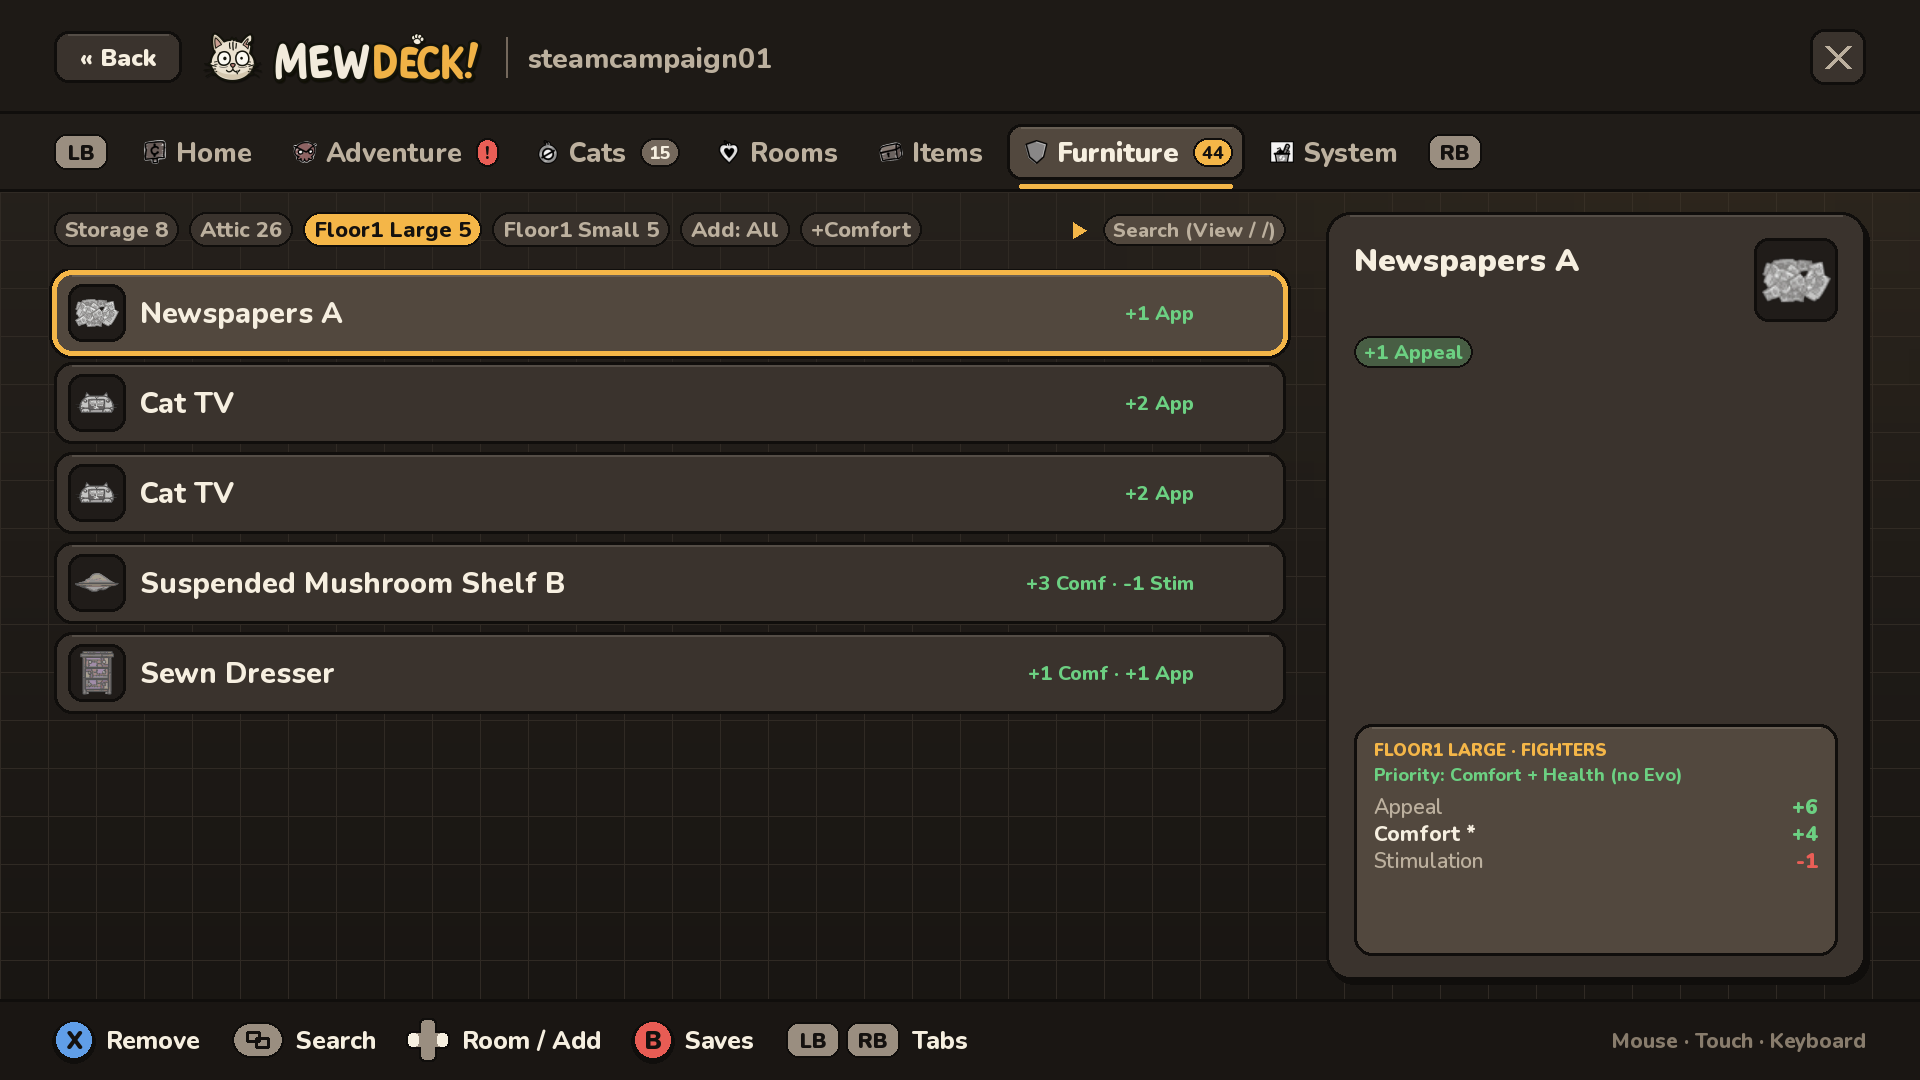 « Back
MEWDECK!
steamcampaign01
LB
Home
Adventure !
Cats 15
Rooms
Items
Furniture 44
System
RB
Storage 8
Attic 26
Floor1 Large 5
Floor1 Small 5
Add: All
+Comfort
Search (View / /)
Newspapers A
+1 App
Cat TV
+2 App
Cat TV
+2 App
Suspended Mushroom Shelf B
+3 Comf · -1 Stim
Sewn Dresser
+1 Comf · +1 App
Newspapers A
+1 Appeal
FLOOR1 LARGE · FIGHTERS
Priority: Comfort + Health (no Evo)
Appeal +6
Comfort * +4
Stimulation -1
X Remove
Search
Room / Add
B Saves
LB RB Tabs
Mouse · Touch · Keyboard